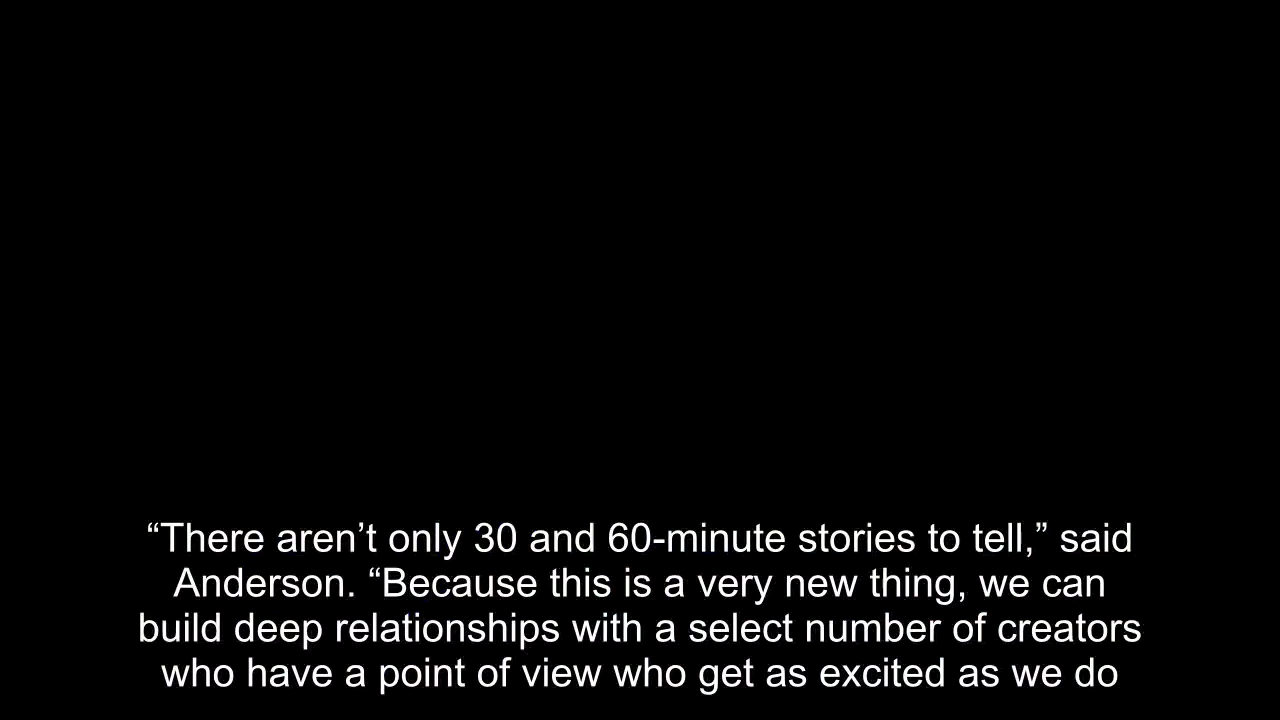 “There aren’t only 30 and 60-minute stories to tell,” said
Anderson. “Because this is a very new thing, we can
build deep relationships with a select number of creators
who have a point of view who get as excited as we do